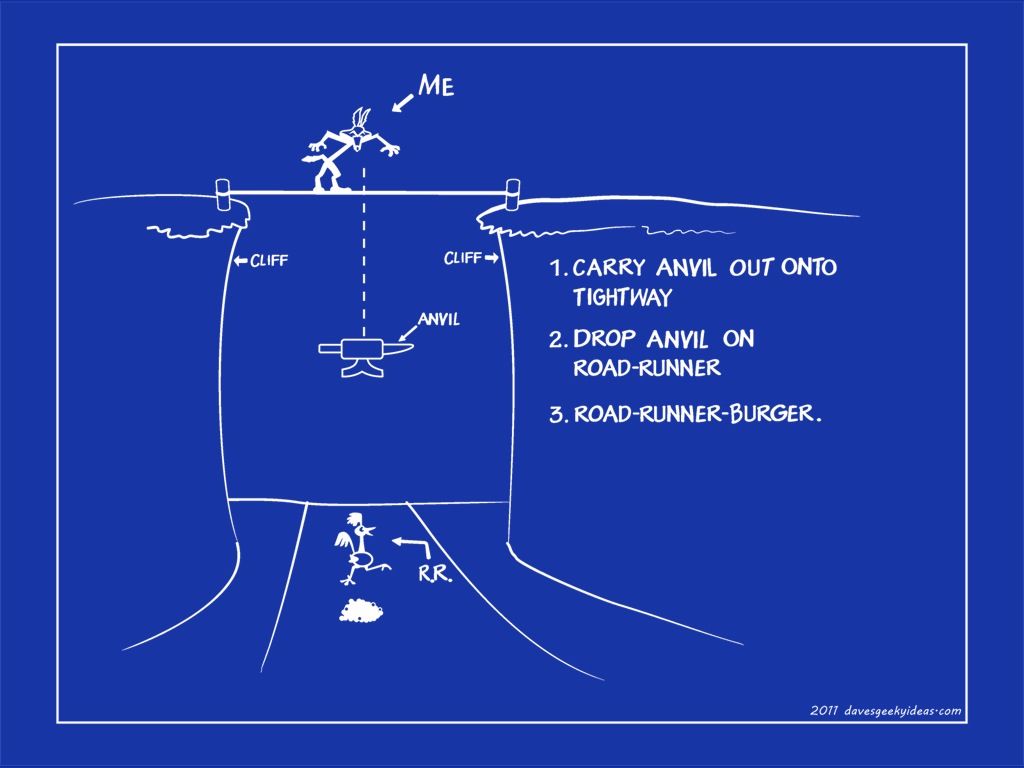 ME
CLIFF
CLIFF
ANVIL
1. CARRY ANVIL OUT ONTO
TIGHTWAY
2. DROP ANVIL ON
ROAD-RUNNER
3. ROAD-RUNNER-BURGER.
R.R.
2011 davesgeekyideas.com